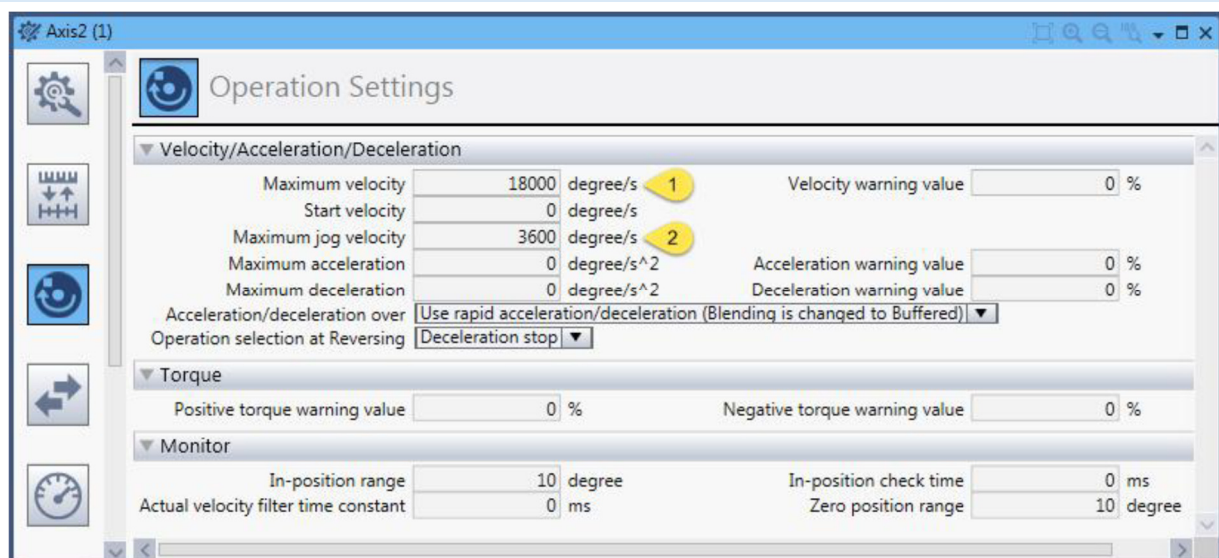 Axis2 (1)
Operation Settings
Velocity/Acceleration/Deceleration
Maximum velocity 18000 degree/s 1 Velocity warning value 0 %
Start velocity 0 degree/s
Maximum jog velocity 3600 degree/s 2
Maximum acceleration 0 degree/s^2 Acceleration warning value 0 %
Maximum deceleration 0 degree/s^2 Deceleration warning value 0 %
Acceleration/deceleration over Use rapid acceleration/deceleration (Blending is changed to Buffered)
Operation selection at Reversing Deceleration stop
Torque
Positive torque warning value 0 % Negative torque warning value 0 %
Monitor
In-position range 10 degree In-position check time 0 ms
Actual velocity filter time constant 0 ms Zero position range 10 degree